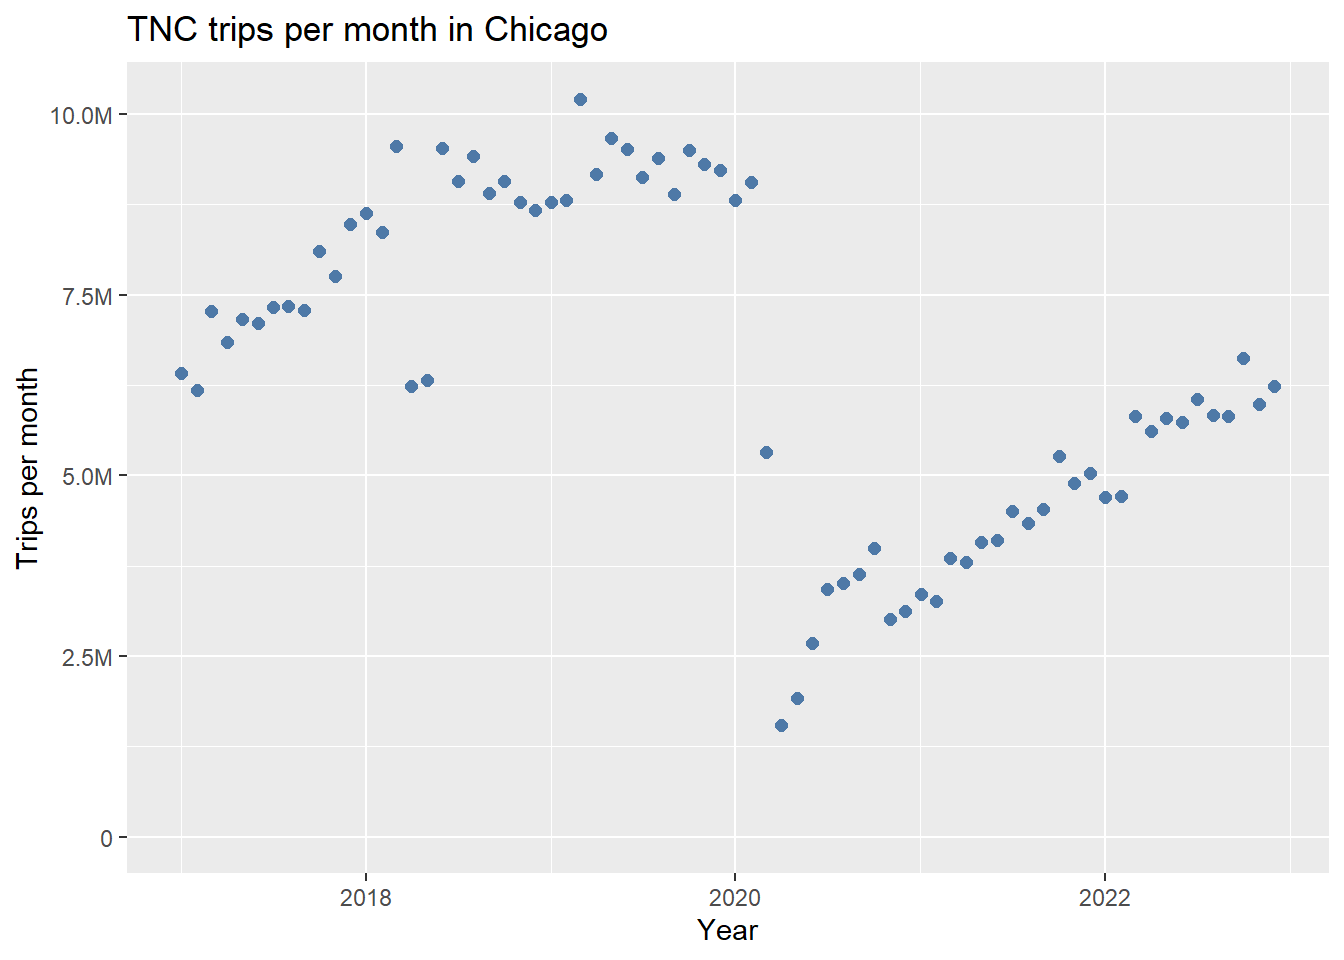 TNC trips per month in Chicago
10.0M
7.5M
5.0M
2.5M
0
Trips per month
2018
2020
2022
Year